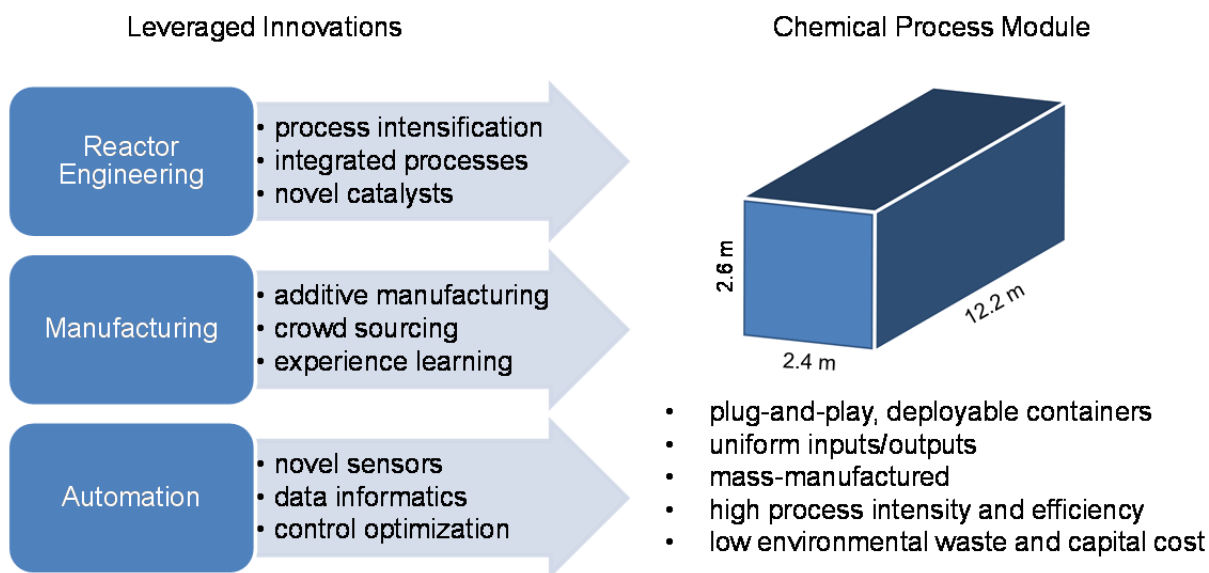 Leveraged Innovations
Chemical Process Module
Reactor
Engineering
• process intensification
• integrated processes
• novel catalysts
Manufacturing
• additive manufacturing
• crowd sourcing
• experience learning
Automation
• novel sensors
• data informatics
• control optimization
2.6 m
2.4 m
12.2 m
• plug-and-play, deployable containers
• uniform inputs/outputs
• mass-manufactured
• high process intensity and efficiency
• low environmental waste and capital cost